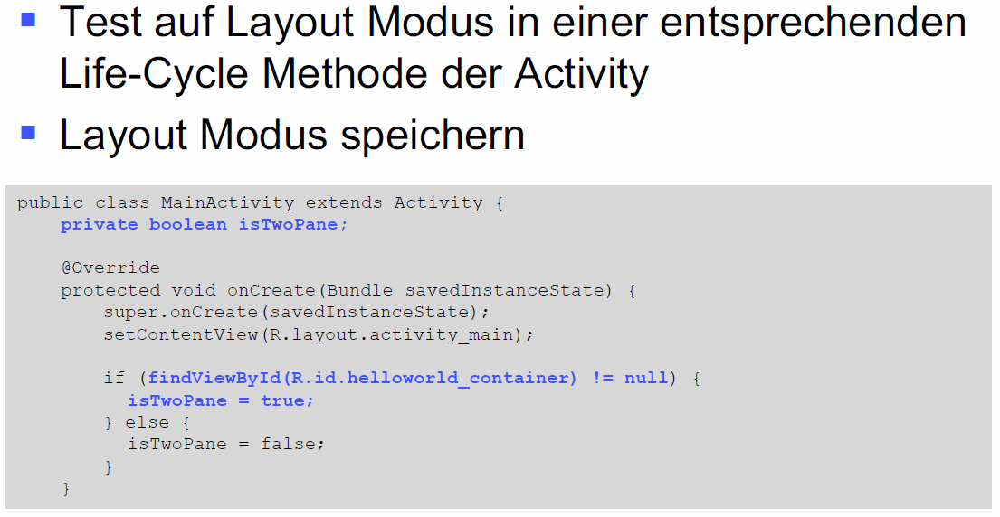 ▪ Test auf Layout Modus in einer entsprechenden
Life-Cycle Methode der Activity
▪ Layout Modus speichern
public class MainActivity extends Activity {
    private boolean isTwoPane;

    @Override
    protected void onCreate(Bundle savedInstanceState) {
        super.onCreate(savedInstanceState);
        setContentView(R.layout.activity_main);

        if (findViewById(R.id.helloworld_container) != null) {
          isTwoPane = true;
        } else {
          isTwoPane = false;
        }
    }